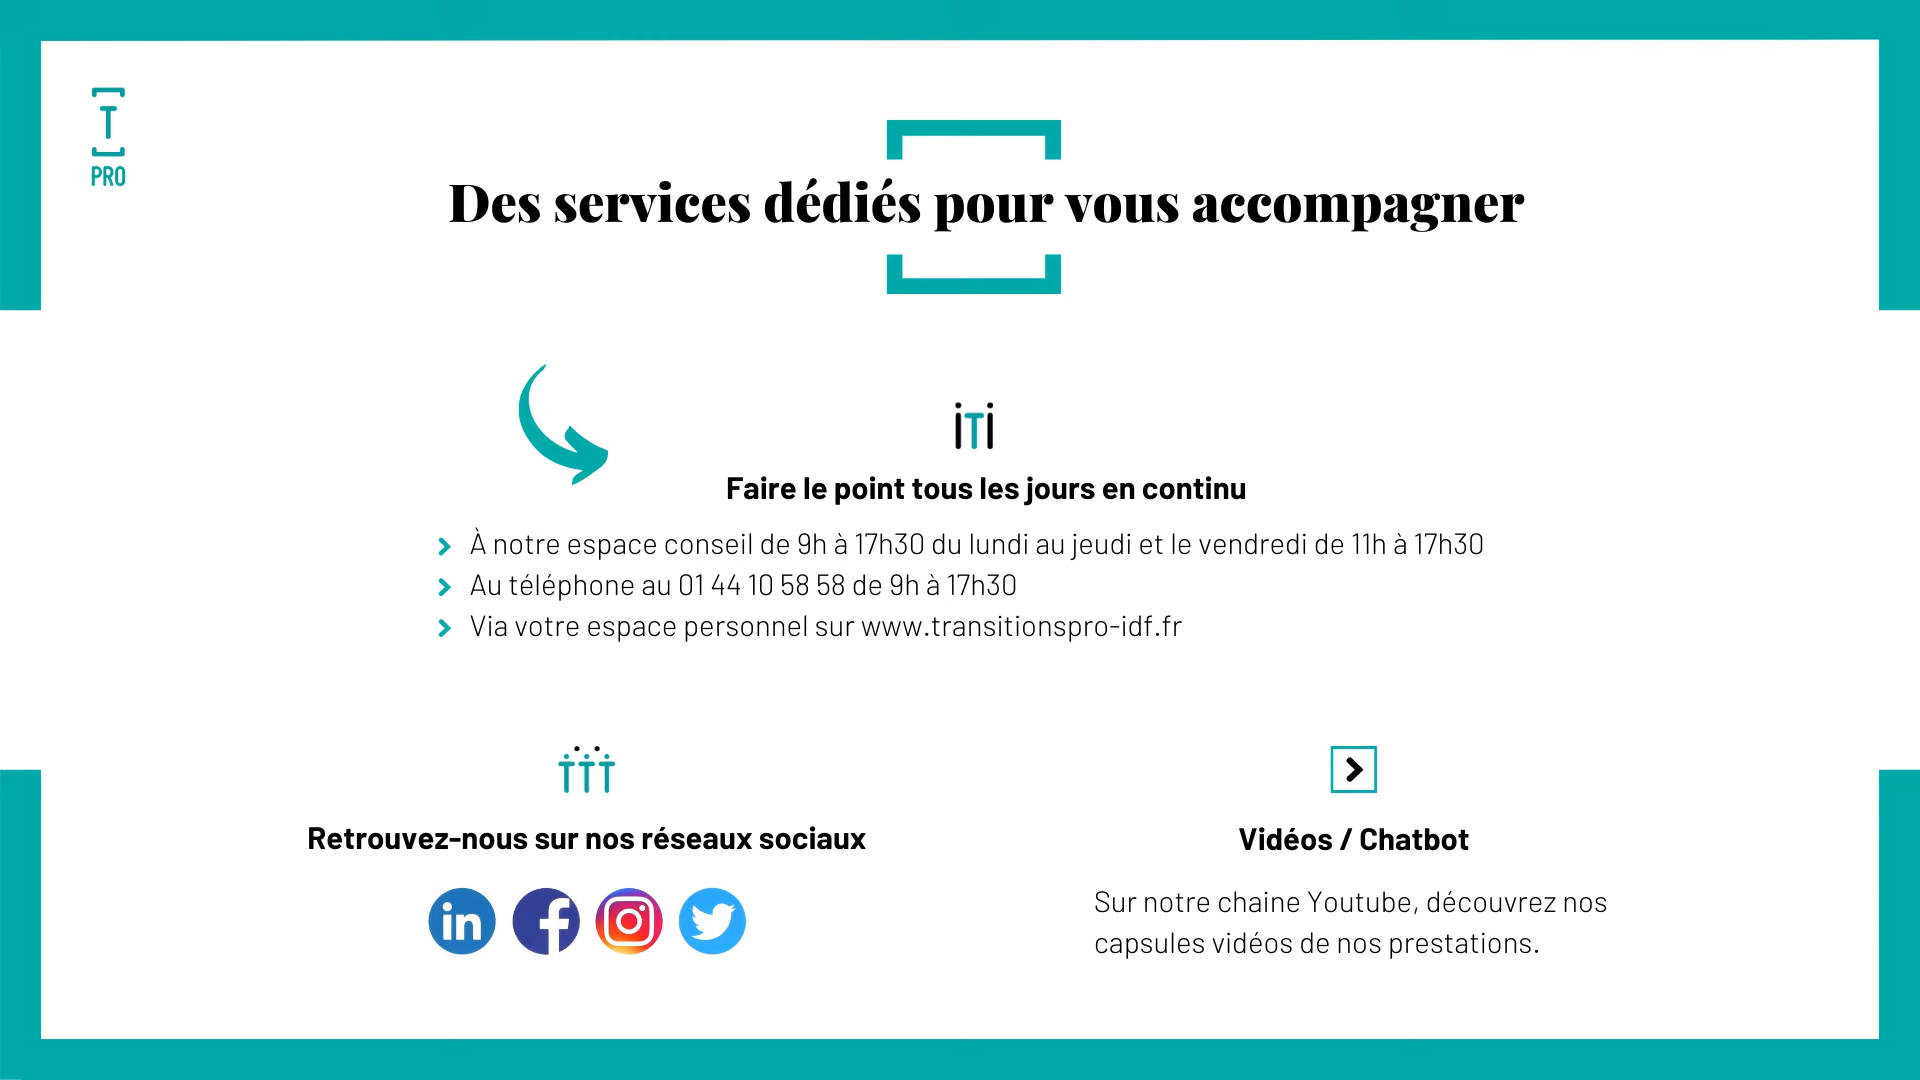 T
PRO
Des services dédiés pour vous accompagner
iTi
Faire le point tous les jours en continu
À notre espace conseil de 9h à 17h30 du lundi au jeudi et le vendredi de 11h à 17h30
Au téléphone au 01 44 10 58 58 de 9h à 17h30
Via votre espace personnel sur www.transitionspro-idf.fr
Retrouvez-nous sur nos réseaux sociaux
in
Vidéos / Chatbot
Sur notre chaine Youtube, découvrez nos
capsules vidéos de nos prestations.